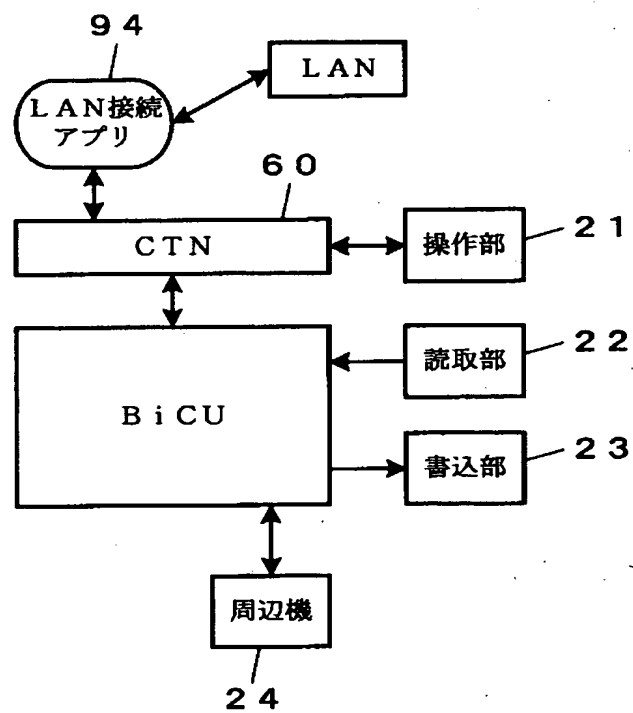 ９４
ＬＡＮ
ＬＡＮ接続
アプリ
６０
ＣＴＮ
操作部
２１
読取部
２２
ＢｉＣＵ
書込部
２３
周辺機
２４